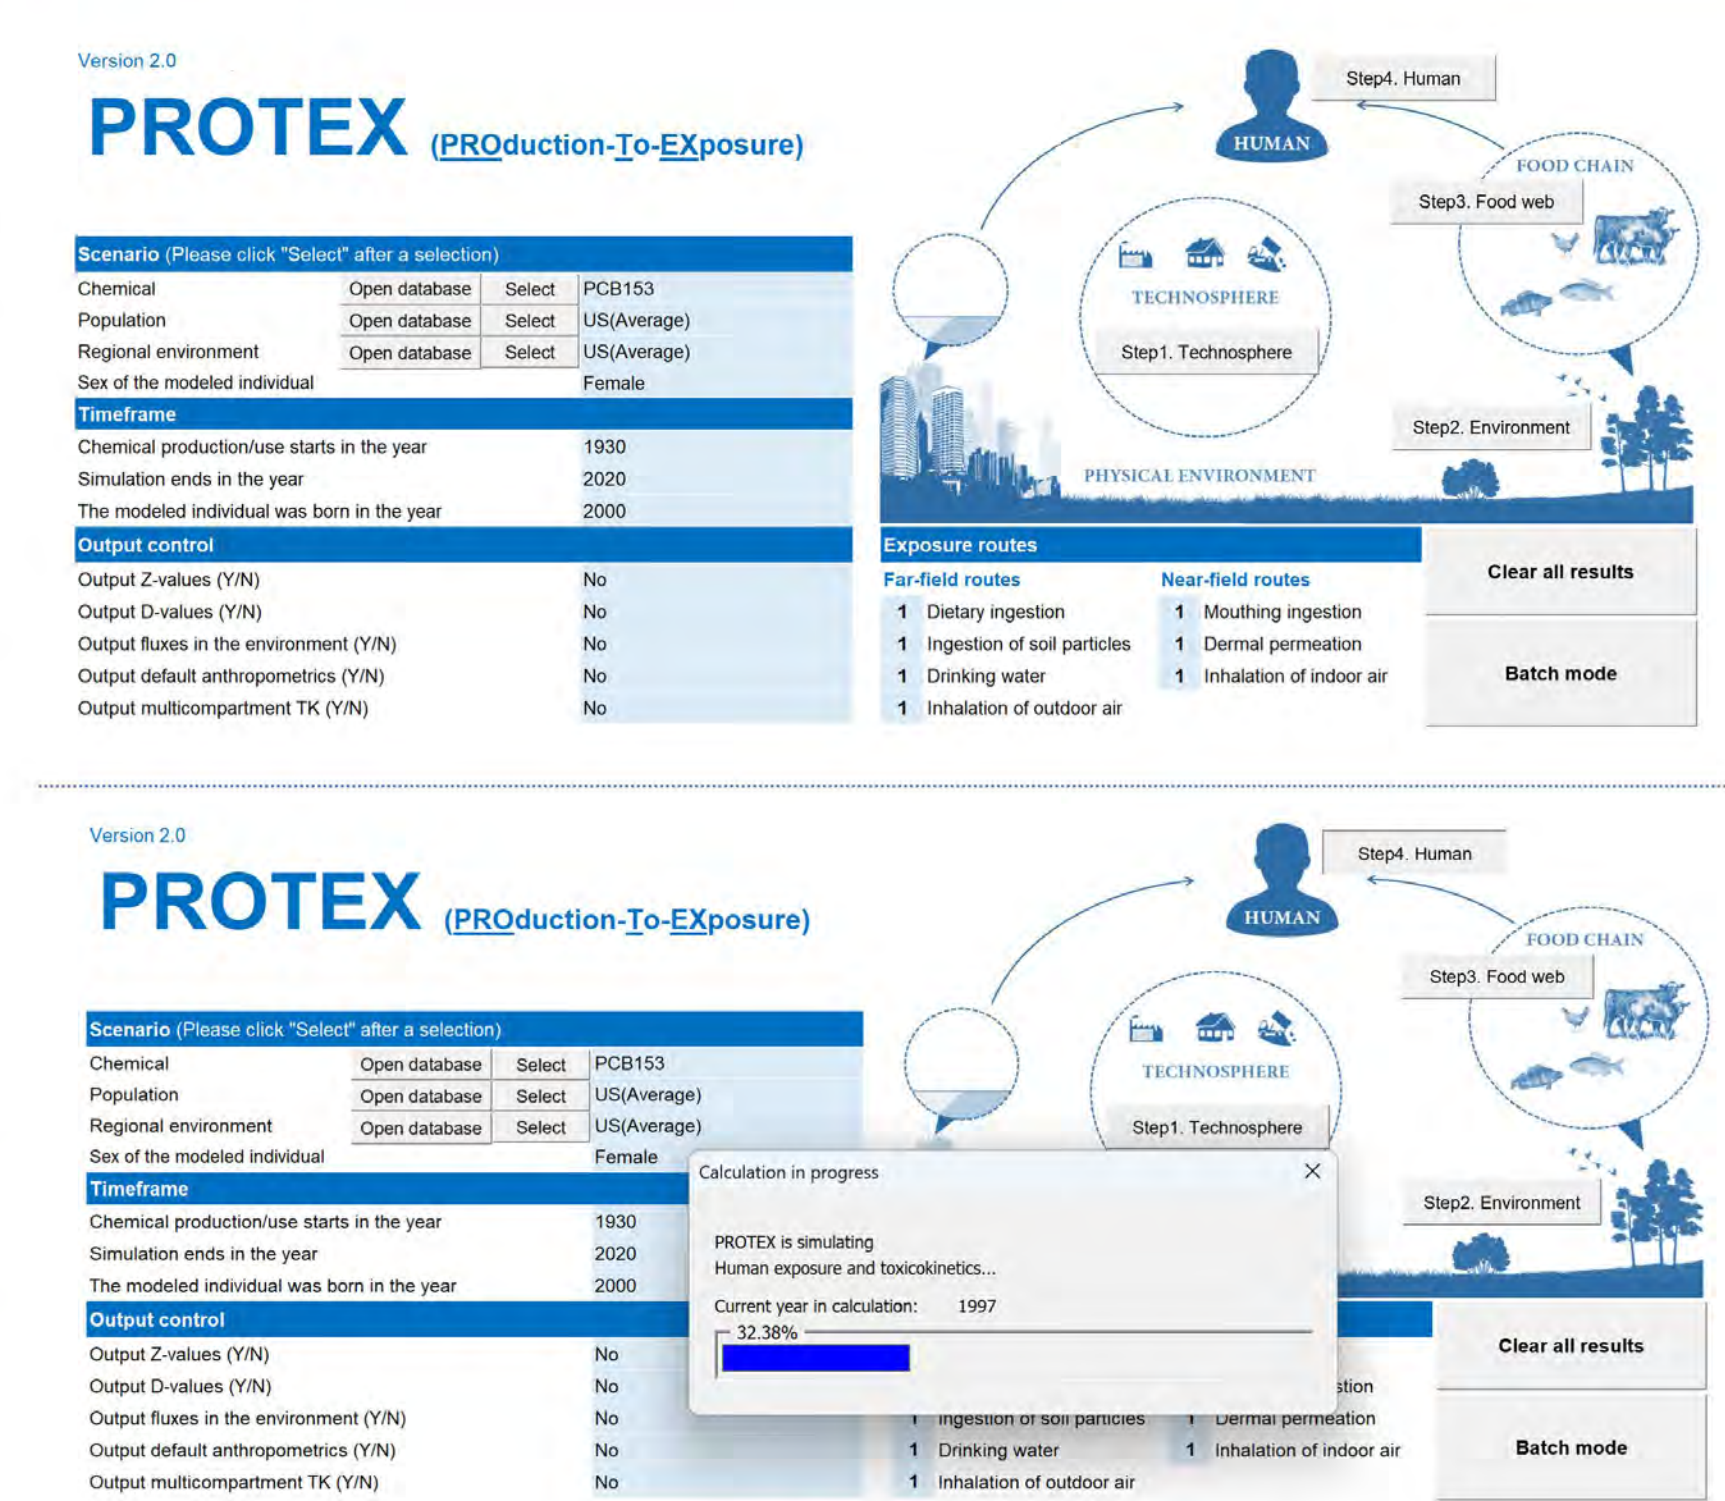 Version 2.0
PROTEX (PROduction-To-EXposure)
Scenario (Please click "Select" after a selection)
Chemical Open database Select PCB153
Population Open database Select US(Average)
Regional environment Open database Select US(Average)
Sex of the modeled individual Female
Timeframe
Chemical production/use starts in the year 1930
Simulation ends in the year 2020
The modeled individual was born in the year 2000
Output control
Output Z-values (Y/N) No
Output D-values (Y/N) No
Output fluxes in the environment (Y/N) No
Output default anthropometrics (Y/N) No
Output multicompartment TK (Y/N) No
Step4. Human
HUMAN
FOOD CHAIN
Step3. Food web
TECHNOSPHERE
Step1. Technosphere
Step2. Environment
PHYSICAL ENVIRONMENT
Exposure routes
Far-field routes Near-field routes
1 Dietary ingestion 1 Mouthing ingestion
1 Ingestion of soil particles 1 Dermal permeation
1 Drinking water 1 Inhalation of indoor air
1 Inhalation of outdoor air
Clear all results
Batch mode
Version 2.0
PROTEX (PROduction-To-EXposure)
Scenario (Please click "Select" after a selection)
Chemical Open database Select PCB153
Population Open database Select US(Average)
Regional environment Open database Select US(Average)
Sex of the modeled individual Female
Timeframe
Chemical production/use starts in the year 1930
Simulation ends in the year 2020
The modeled individual was born in the year 2000
Output control
Output Z-values (Y/N) No
Output D-values (Y/N) No
Output fluxes in the environment (Y/N) No
Output default anthropometrics (Y/N) No
Output multicompartment TK (Y/N) No
Step4. Human
HUMAN
FOOD CHAIN
Step3. Food web
TECHNOSPHERE
Step1. Technosphere
Step2. Environment
Calculation in progress
PROTEX is simulating
Human exposure and toxicokinetics...
Current year in calculation: 1997
32.38%
stion
1 Ingestion of soil particles 1 Dermal permeation
1 Drinking water 1 Inhalation of indoor air
1 Inhalation of outdoor air
Clear all results
Batch mode